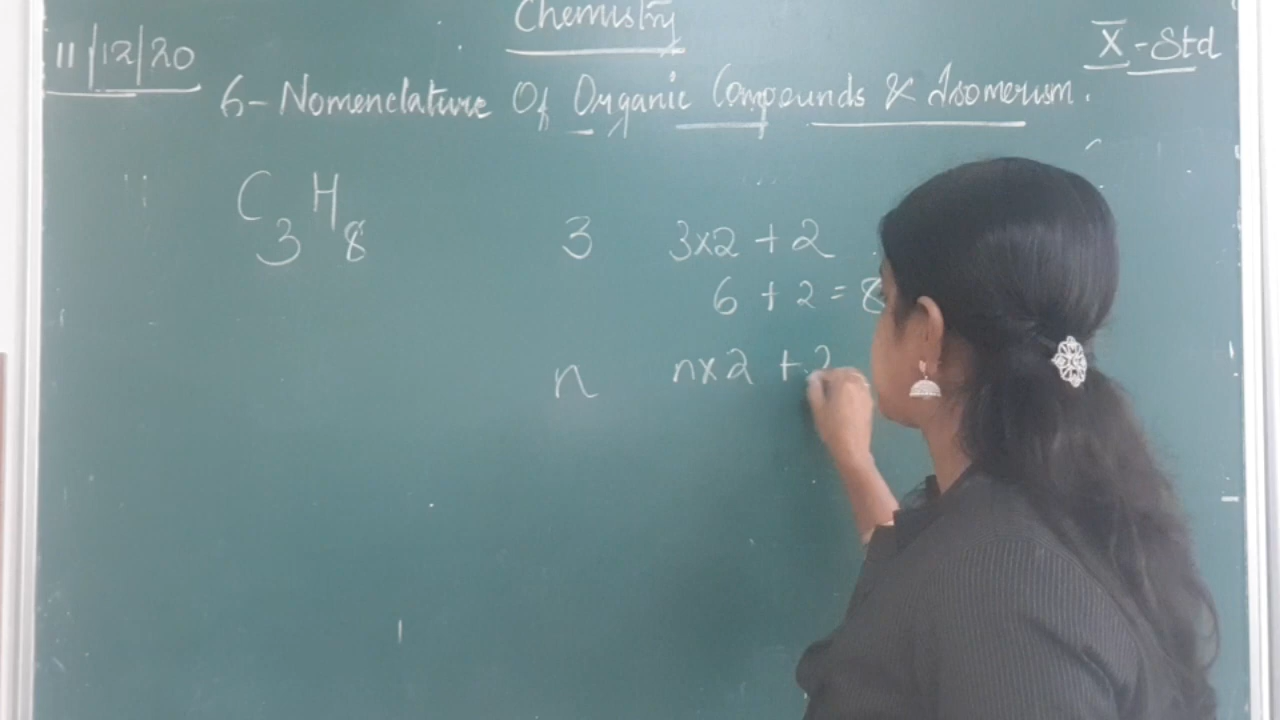 Chemistry
11/12/20
X - Std
6- Nomenclature Of Organic Compounds & Isomerism.
C3H8
3 3x2 + 2
6 + 2 = 8
n nx2 + 2